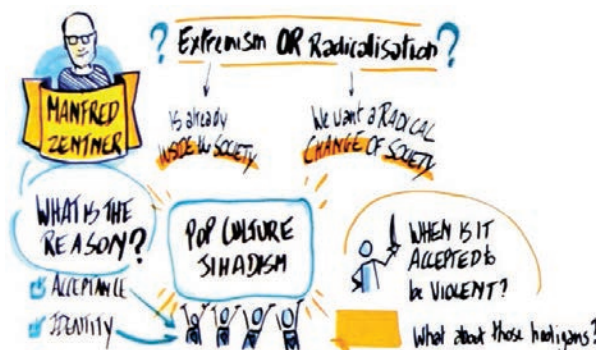 ? Extremism OR Radicalisation ?
MANFRED
ZENTNER
Is already
INSIDE the SOCIETY
We want a RADICAL
CHANGE OF SOCIETY
WHAT IS THE
REASON?
ACCEPTANCE
IDENTITY
POP CULTURE
JIHADISM
WHEN IS IT
ACCEPTED to
be VIOLENT?
What about those hooligans?